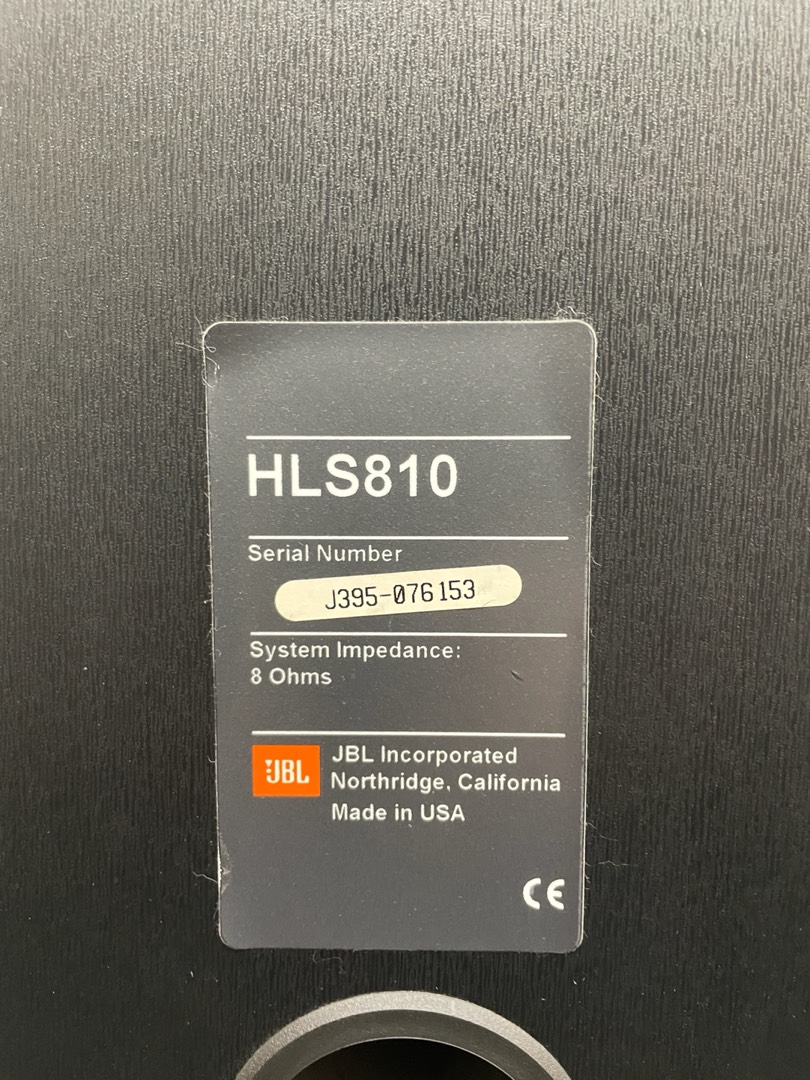 HLS810
Serial Number
J395-076153
System Impedance:
8 Ohms
JBL
JBL Incorporated
Northridge, California
Made in USA
CE